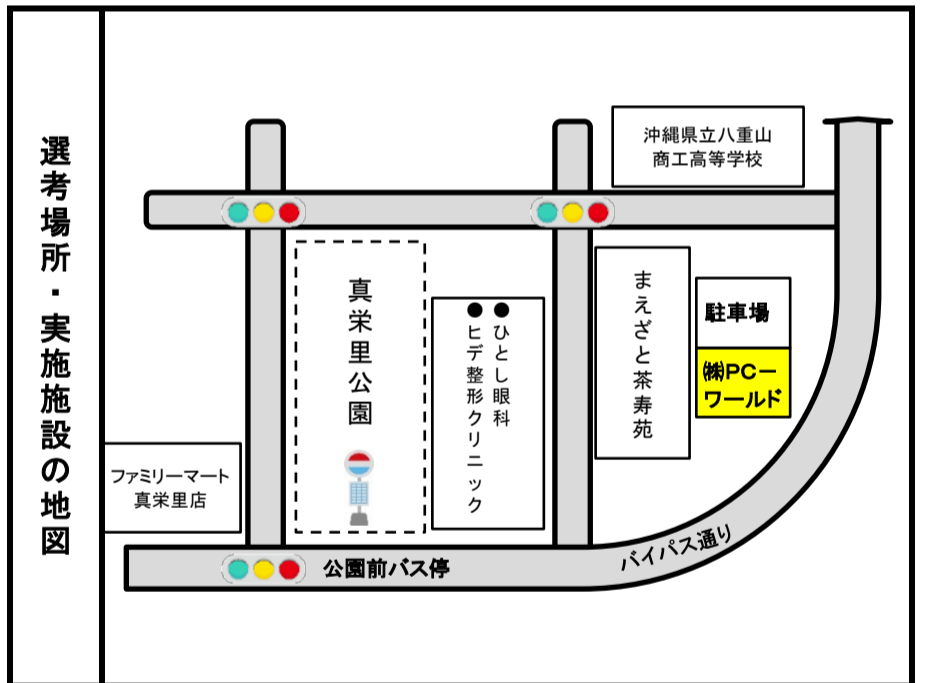 選考場所・実施施設の地図
沖縄県立八重山
商工高等学校
真栄里公園
●ひとし眼科
●ヒデ整形クリニック
まえざと茶寿苑
駐車場
㈱PCー
ワールド
ファミリーマート
真栄里店
公園前バス停
バイパス通り